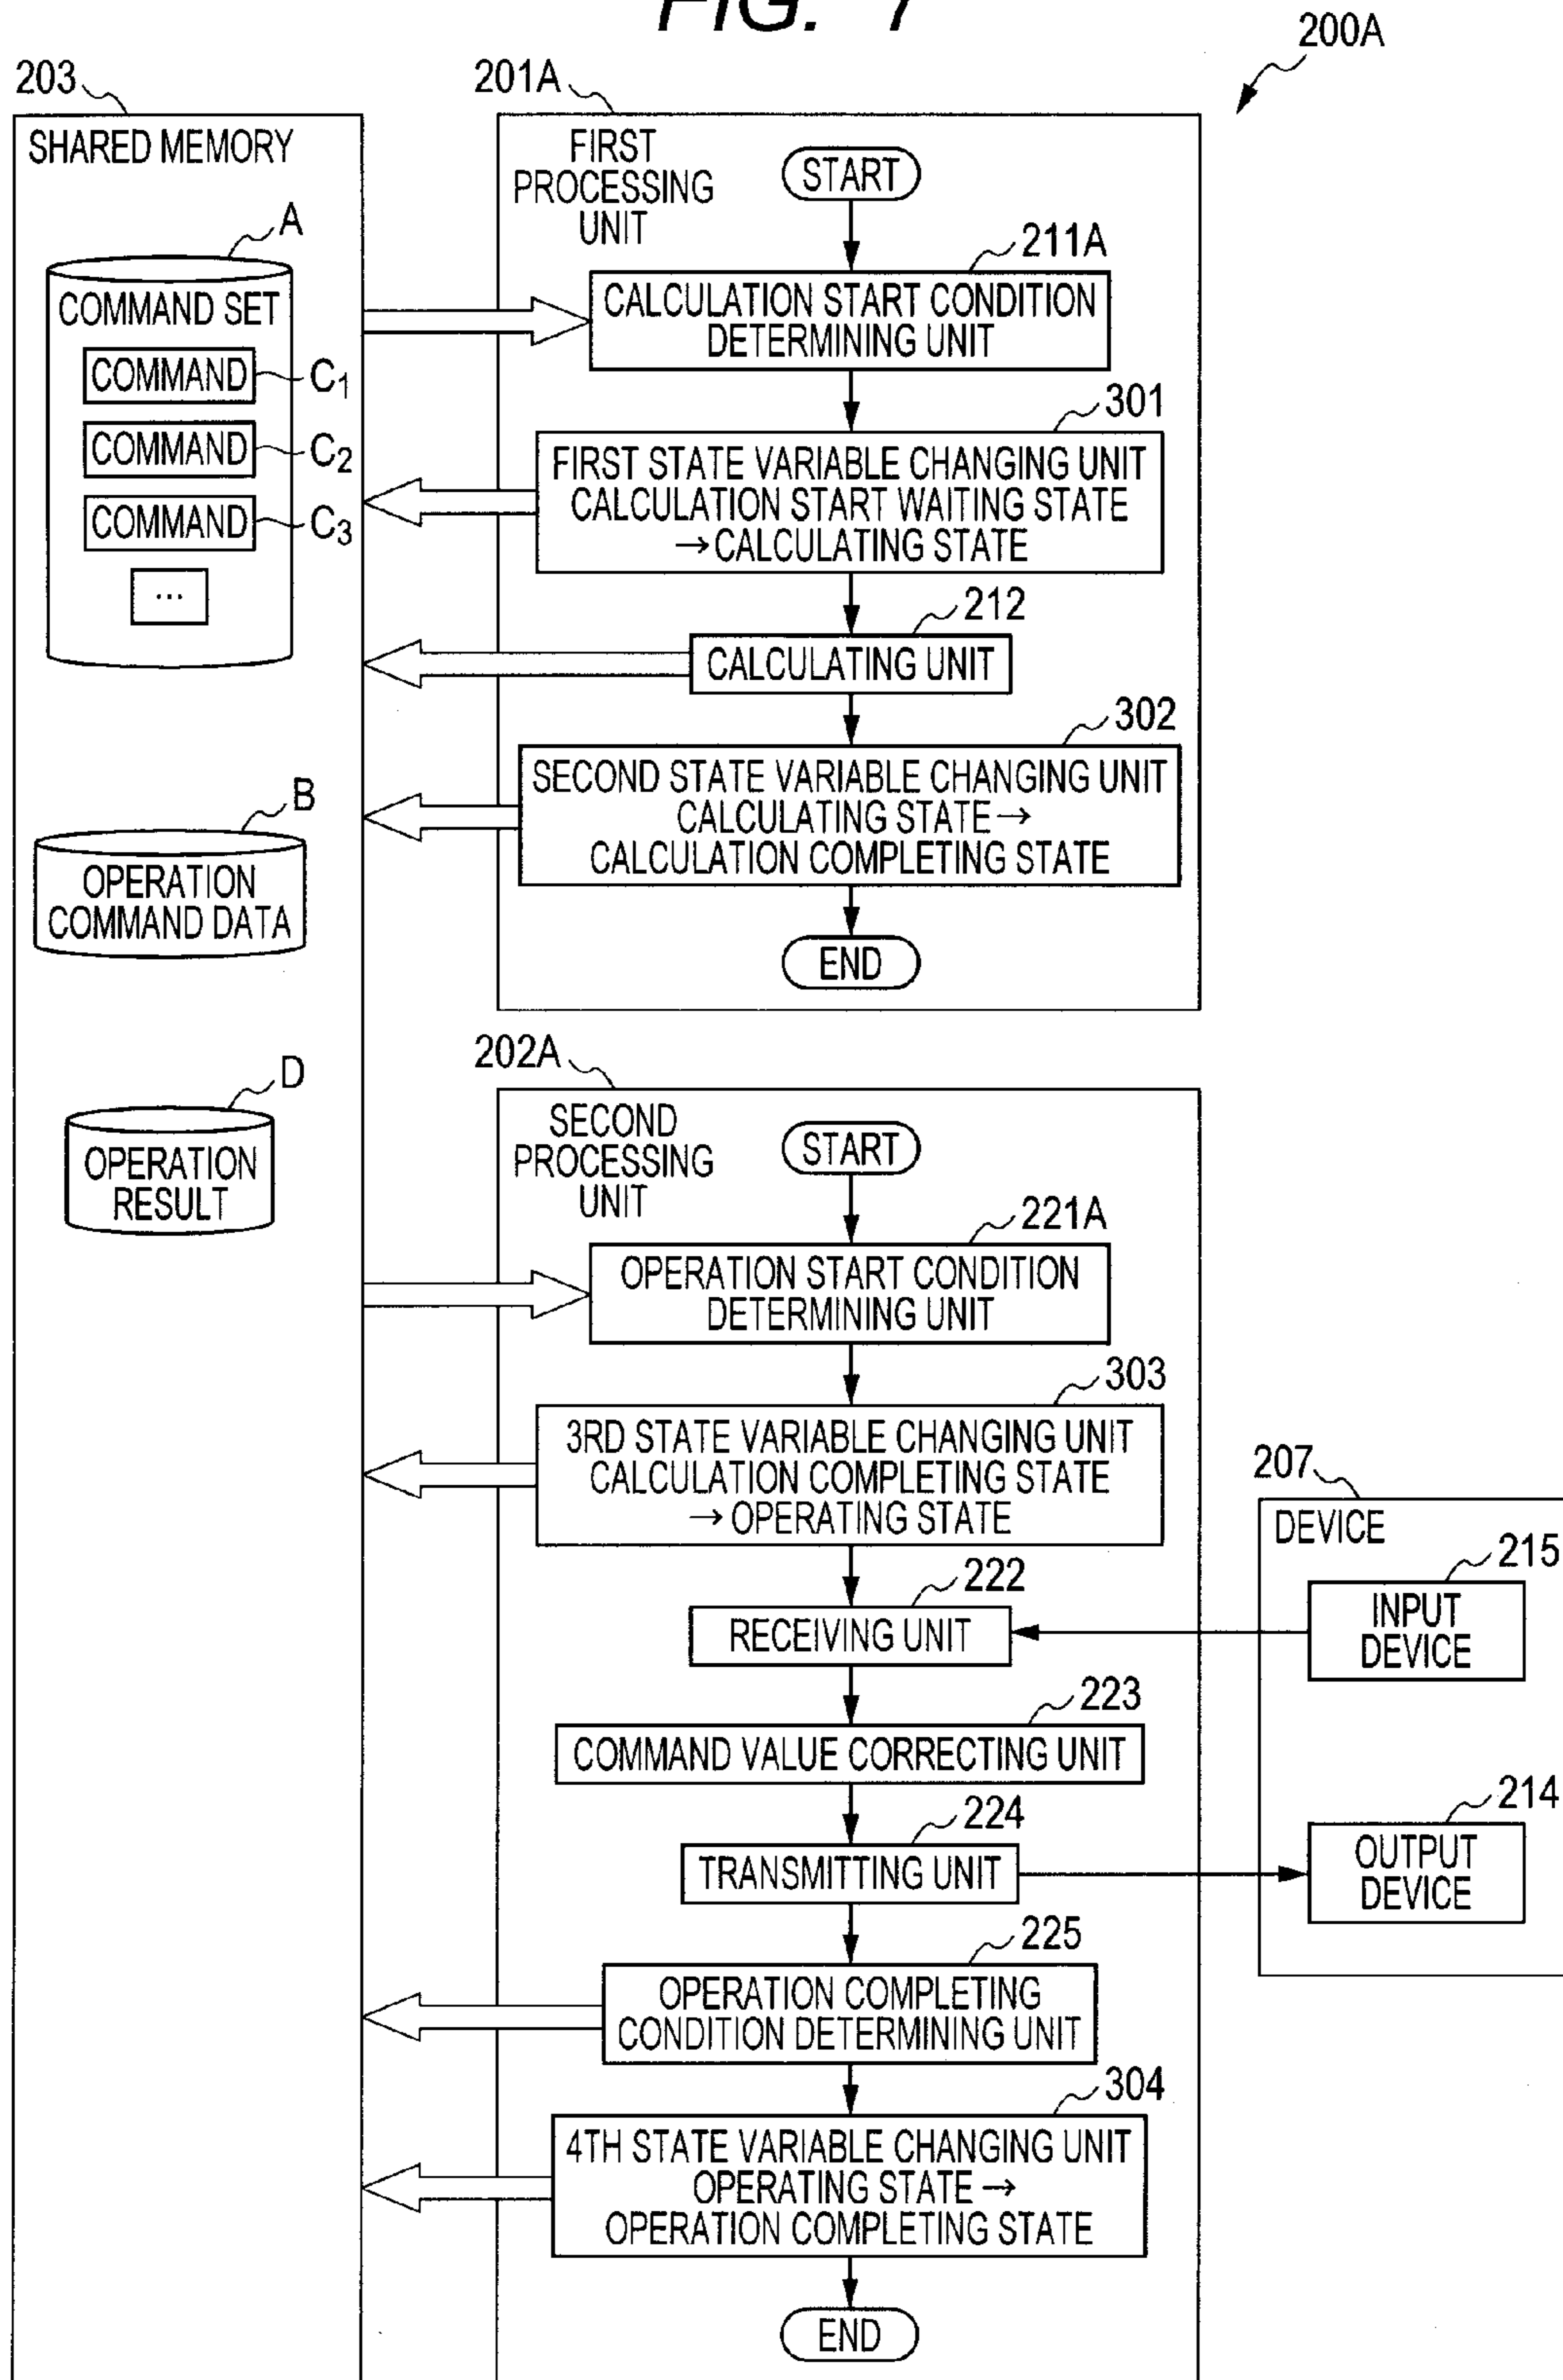 FIG. 7
200A
203
SHARED MEMORY
A
COMMAND SET
COMMAND
C1
COMMAND
C2
COMMAND
C3
...
B
OPERATION
COMMAND DATA
D
OPERATION
RESULT
201A
FIRST
PROCESSING
UNIT
START
211A
CALCULATION START CONDITION
DETERMINING UNIT
301
FIRST STATE VARIABLE CHANGING UNIT
CALCULATION START WAITING STATE
→CALCULATING STATE
212
CALCULATING UNIT
302
SECOND STATE VARIABLE CHANGING UNIT
CALCULATING STATE→
CALCULATION COMPLETING STATE
END
202A
SECOND
PROCESSING
UNIT
START
221A
OPERATION START CONDITION
DETERMINING UNIT
303
3RD STATE VARIABLE CHANGING UNIT
CALCULATION COMPLETING STATE
→OPERATING STATE
222
RECEIVING UNIT
223
COMMAND VALUE CORRECTING UNIT
224
TRANSMITTING UNIT
225
OPERATION COMPLETING
CONDITION DETERMINING UNIT
304
4TH STATE VARIABLE CHANGING UNIT
OPERATING STATE→
OPERATION COMPLETING STATE
END
207
DEVICE
215
INPUT
DEVICE
214
OUTPUT
DEVICE